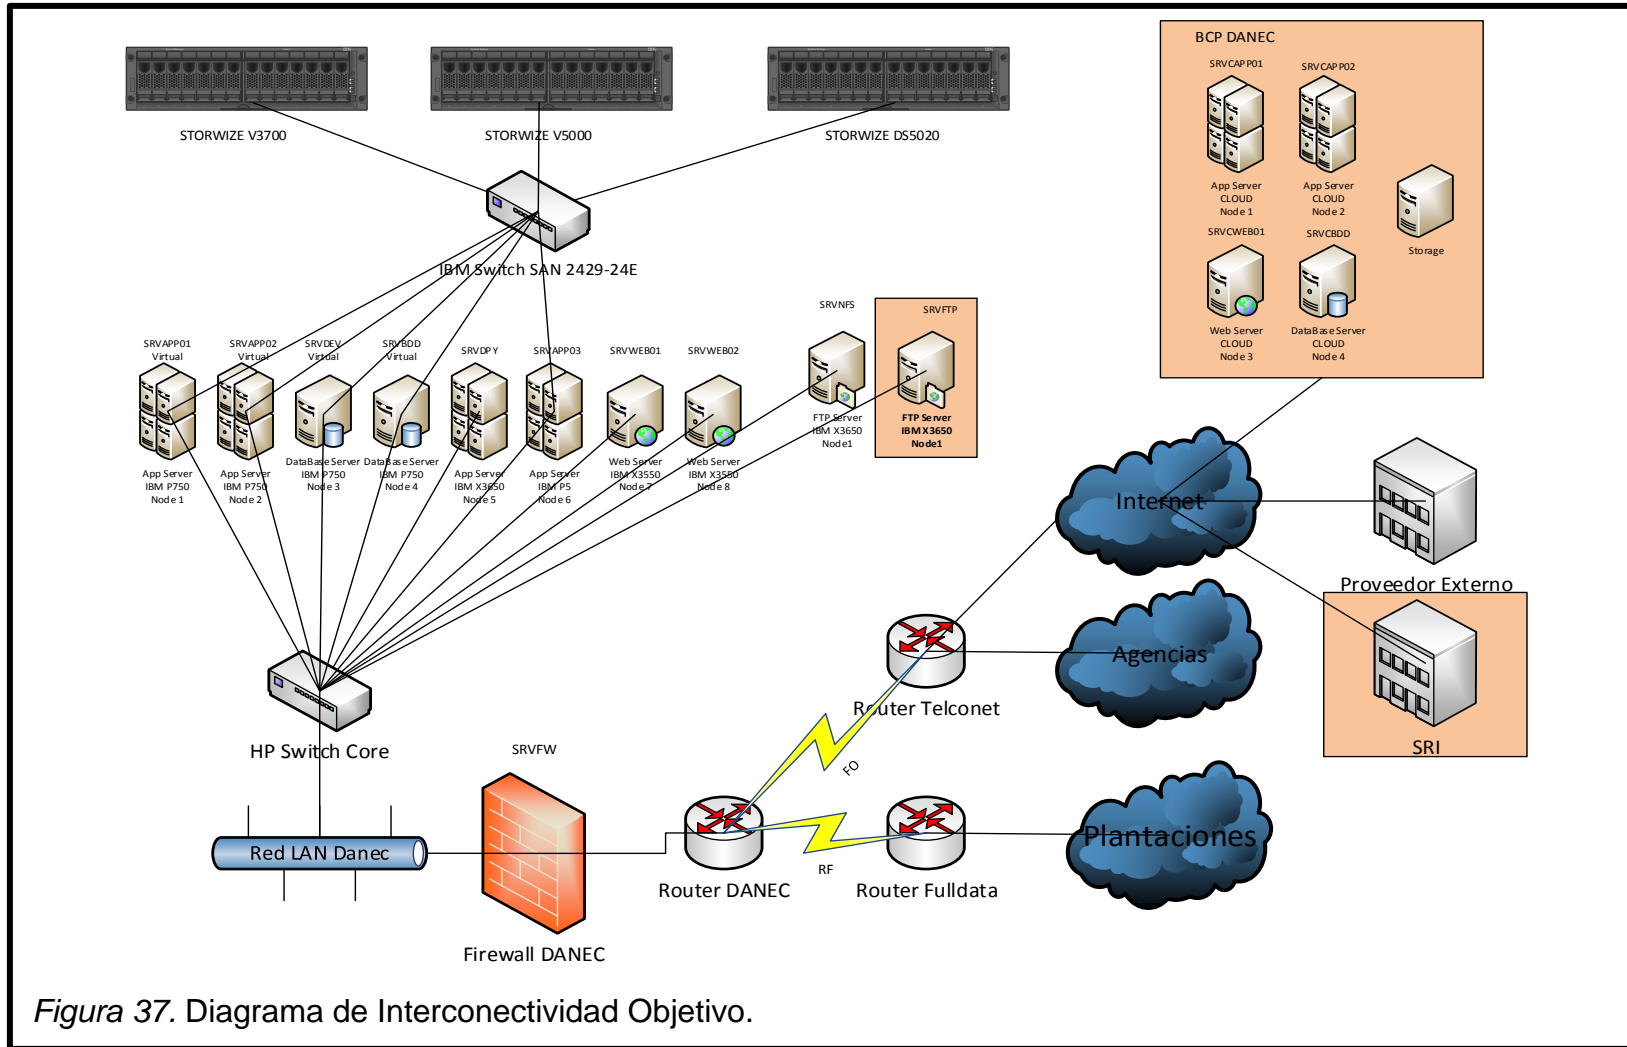 STORWIZE V3700
STORWIZE V5000
STORWIZE DS5020
IBM Switch SAN 2429-24E
BCP DANEC
SRVCAPP01
SRVCAPP02
App Server
CLOUD
Node 1
App Server
CLOUD
Node 2
Storage
SRVCWEB01
SRVCBDD
Web Server
CLOUD
Node 3
DataBase Server
CLOUD
Node 4
SRVAPP01
Virtual
SRVAPP02
Virtual
SRVDEV
Virtual
SRVBDD
Virtual
SRVDPY
SRVAPP03
SRVWEB01
SRVWEB02
SRVNFS
SRVFTP
App Server
IBM P750
Node 1
App Server
IBM P750
Node 2
DataBase Server
IBM P750
Node 3
DataBase Server
IBM P750
Node 4
App Server
IBM X3650
Node 5
App Server
IBM P5
Node 6
Web Server
IBM X3550
Node 7
Web Server
IBM X3550
Node 8
FTP Server
IBM X3650
Node1
FTP Server
IBM X3650
Node1
Internet
Proveedor Externo
Agencias
SRI
Router Telconet
HP Switch Core
SRVFW
FO
Red LAN Danec
Plantaciones
RF
Router DANEC
Router Fulldata
Firewall DANEC
Figura 37. Diagrama de Interconectividad Objetivo.